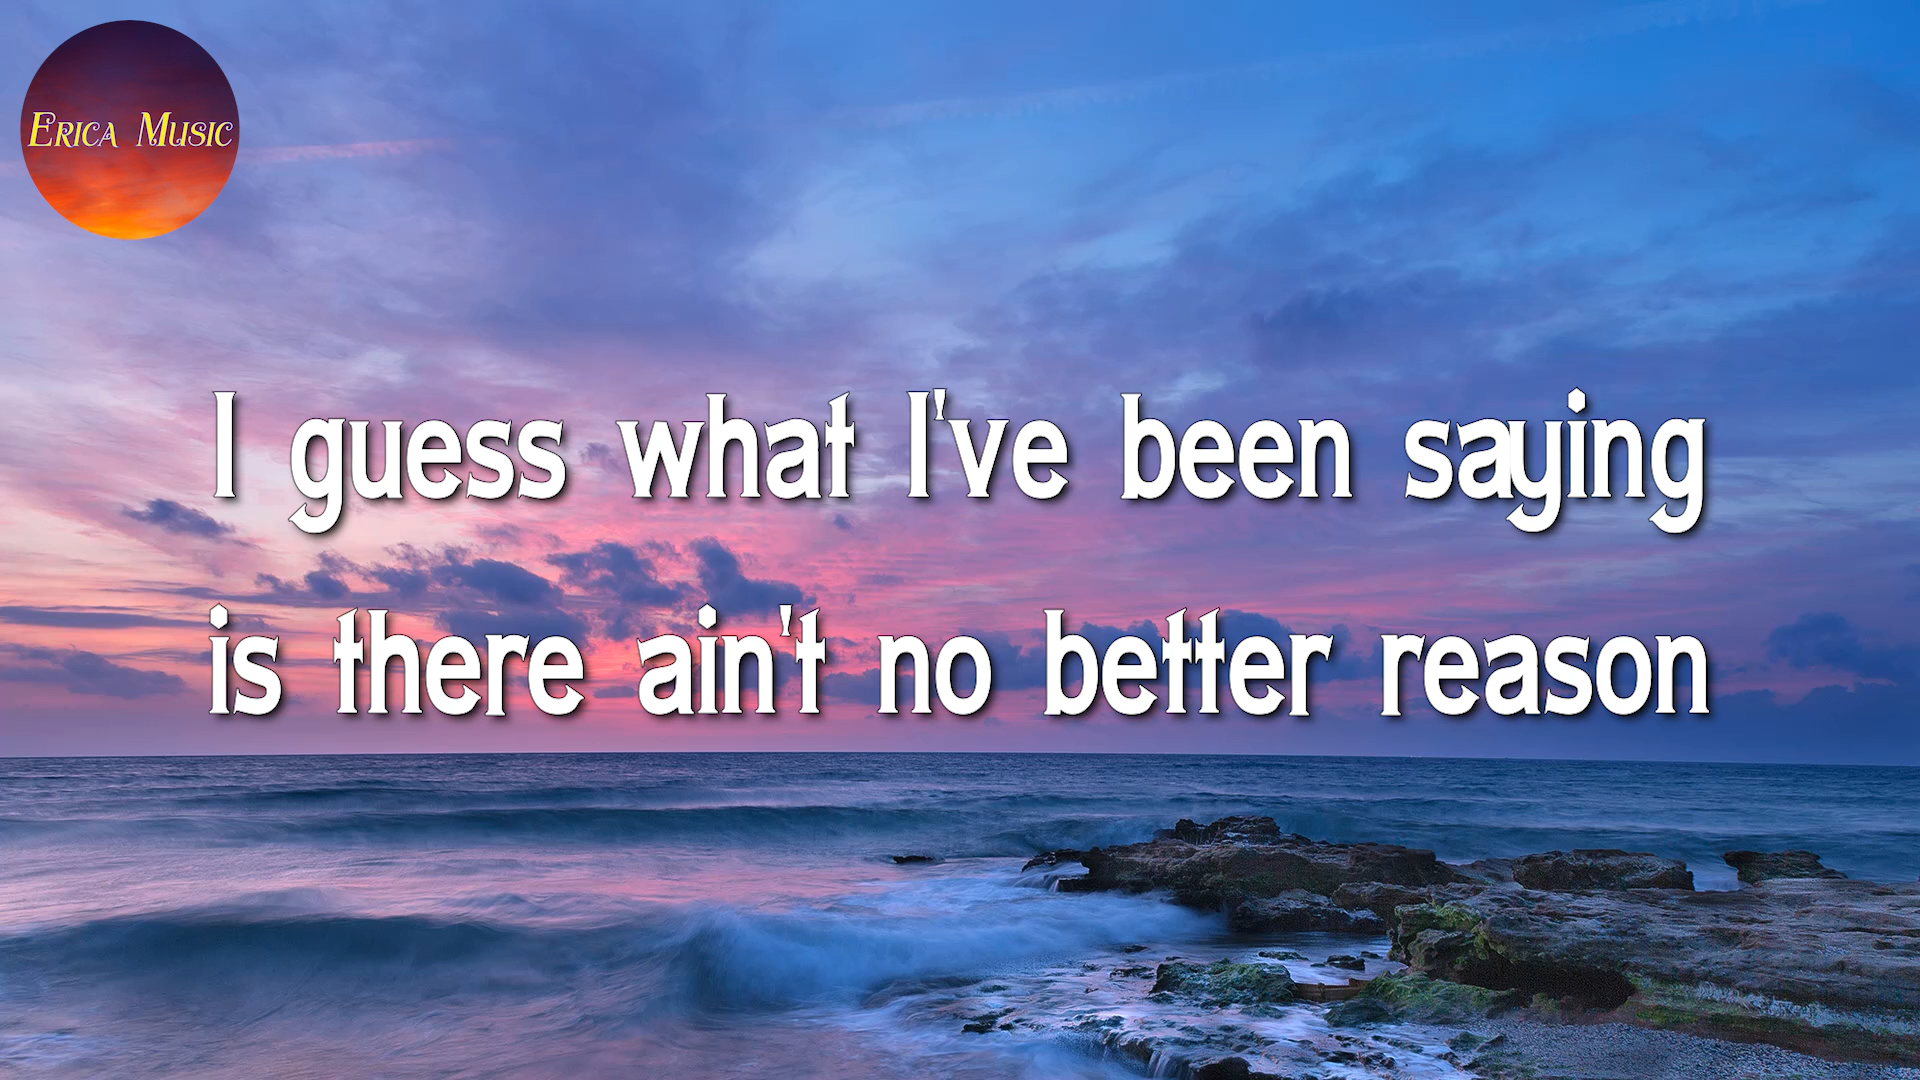 Erica Music
I guess what I've been saying
is there ain't no better reason